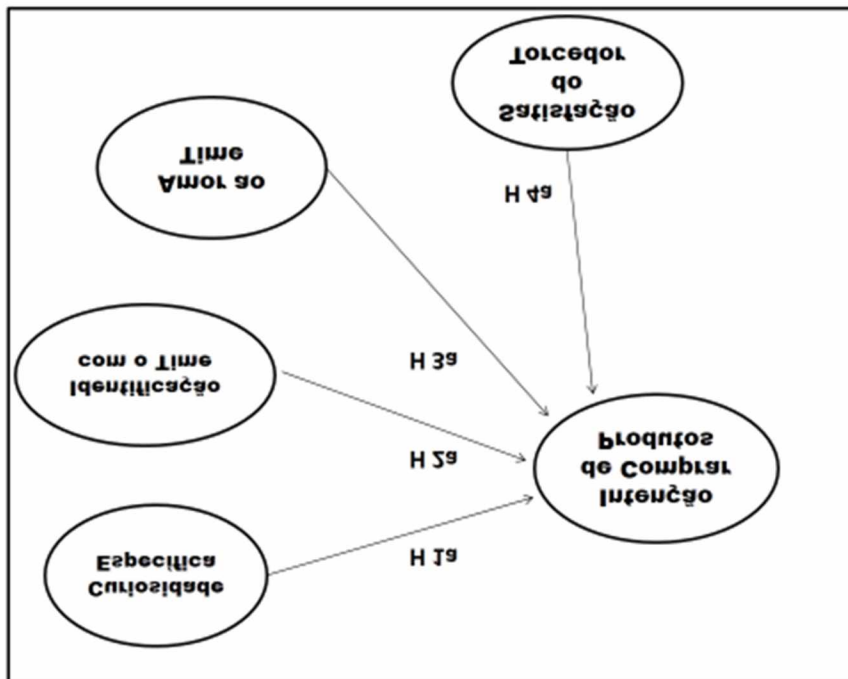 Curiosidade
Específica
H 1a
Identificação
com o Time
H 2a
Intenção
de Comprar
Produtos
H 3a
Amor ao
Time
H 4a
Satisfação
do
Torcedor